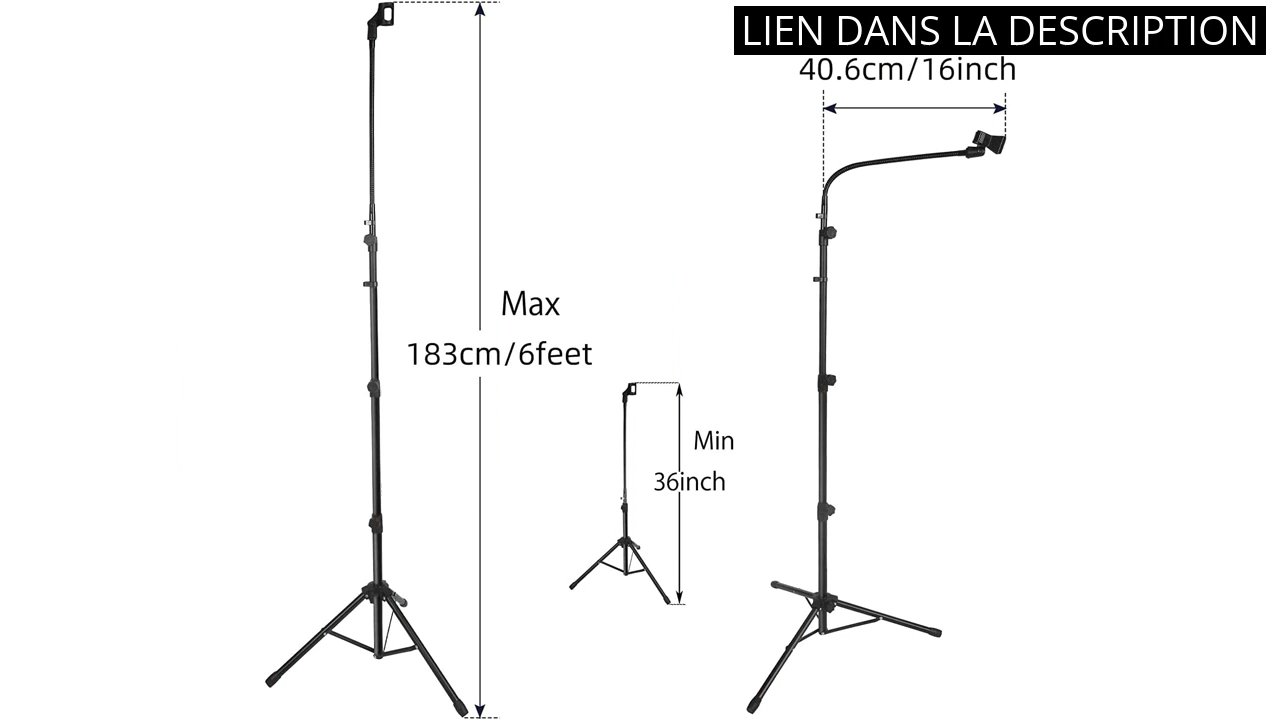 LIEN DANS LA DESCRIPTION
40.6cm/16inch
Max
183cm/6feet
Min
36inch